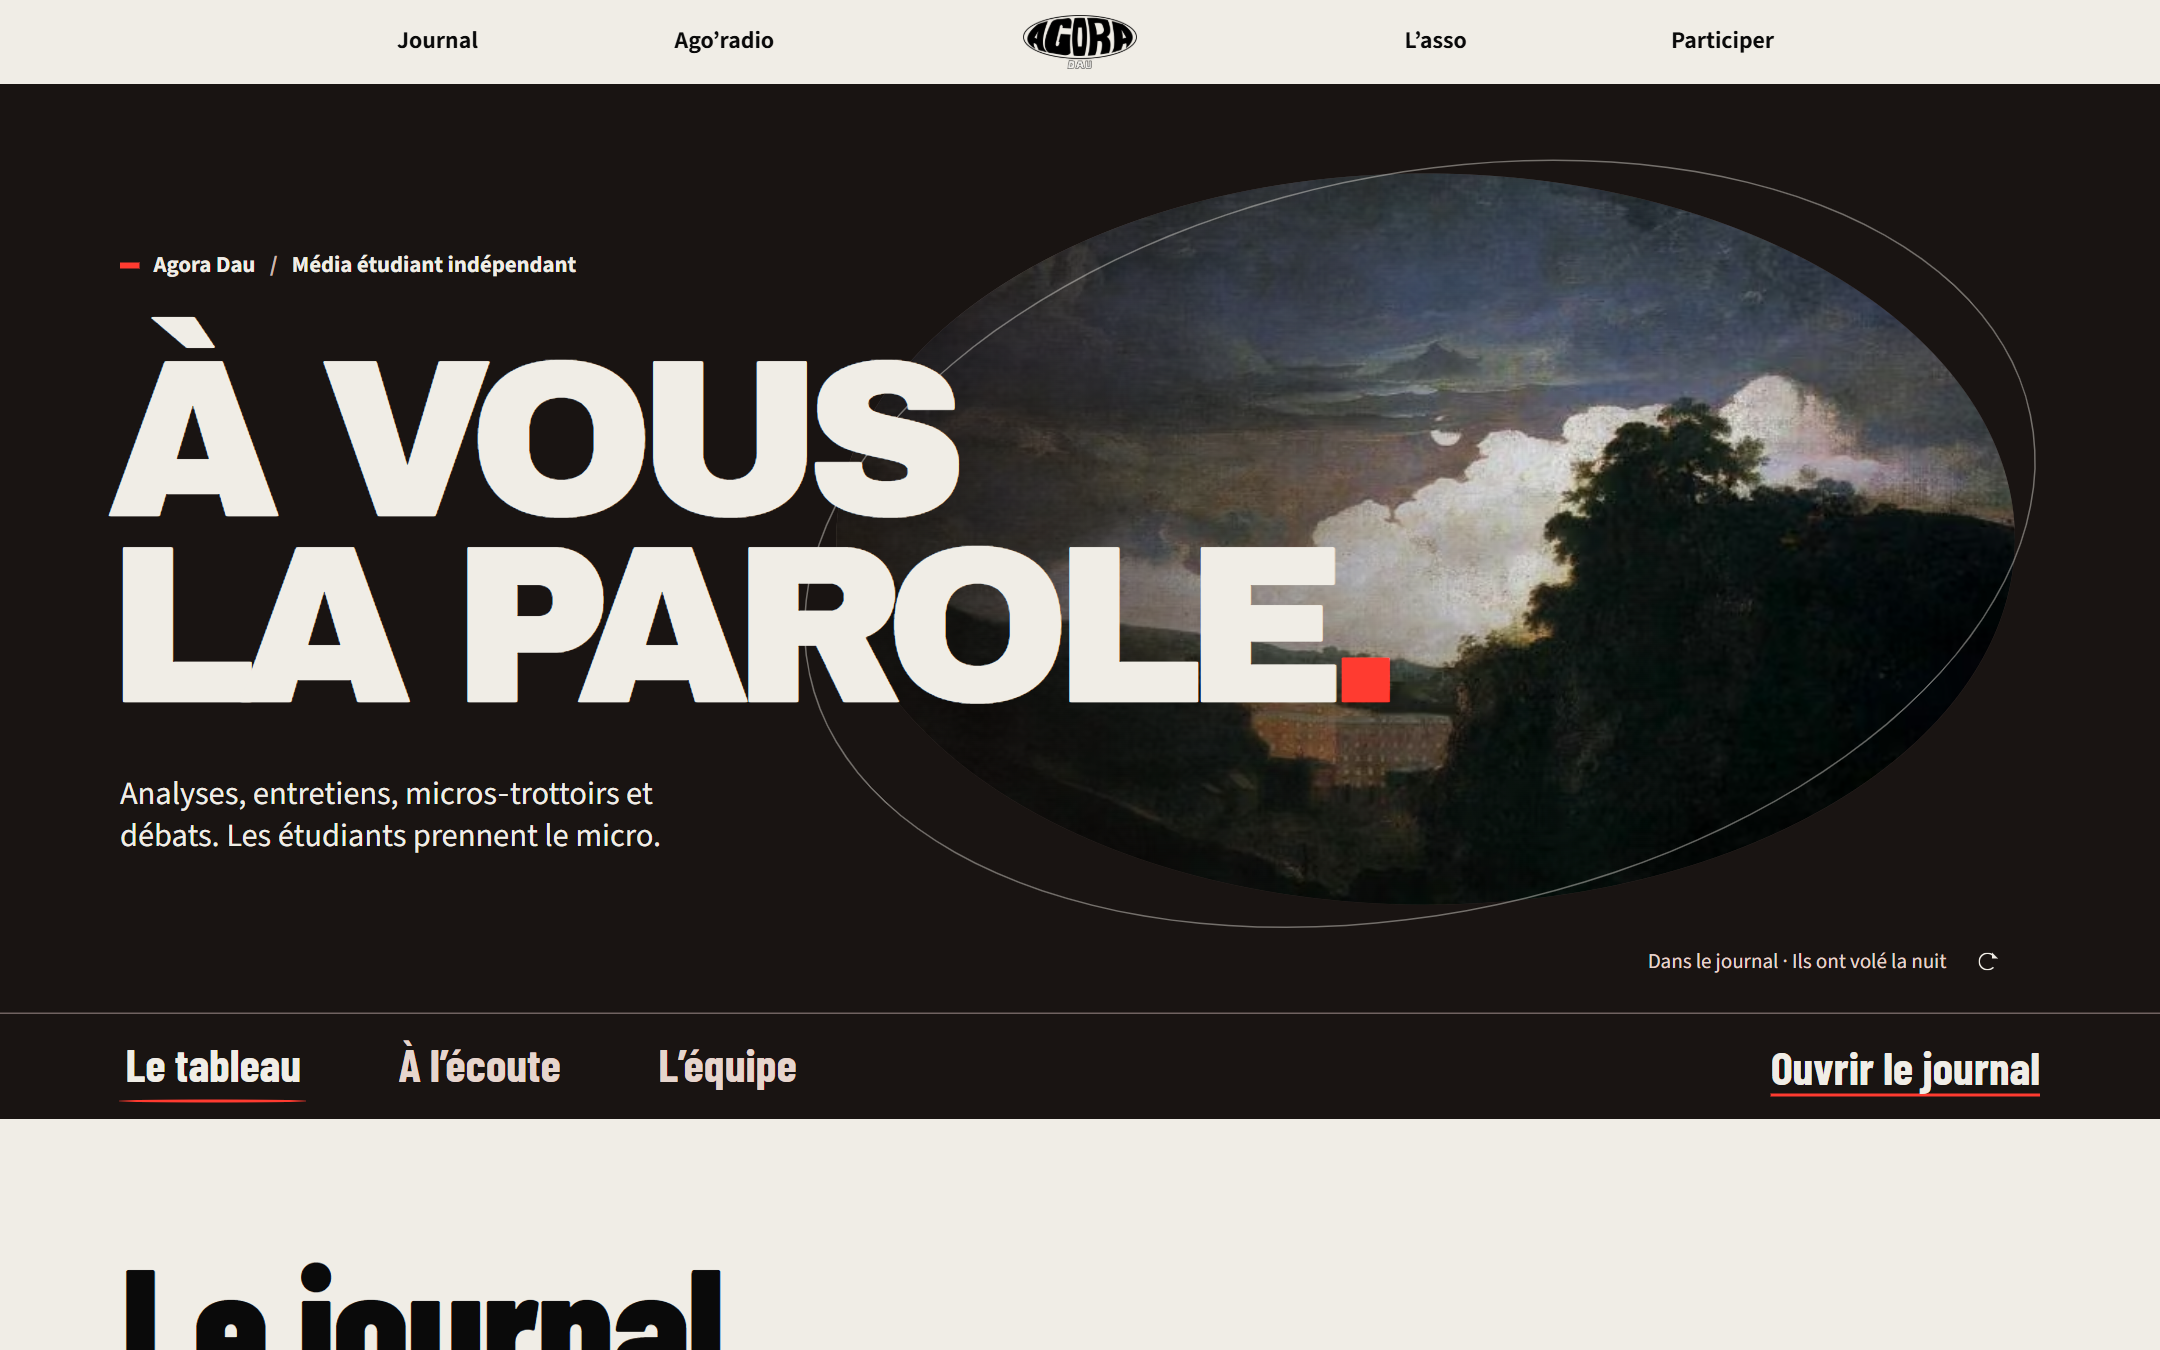 Journal
Ago’radio
AGORA
DAU
L’asso
Participer
Agora Dau / Média étudiant indépendant
À VOUS
LA PAROLE.
Analyses, entretiens, micros-trottoirs et
débats. Les étudiants prennent le micro.
Dans le journal · Ils ont volé la nuit
Le tableau
À l’écoute
L’équipe
Ouvrir le journal
Le journal